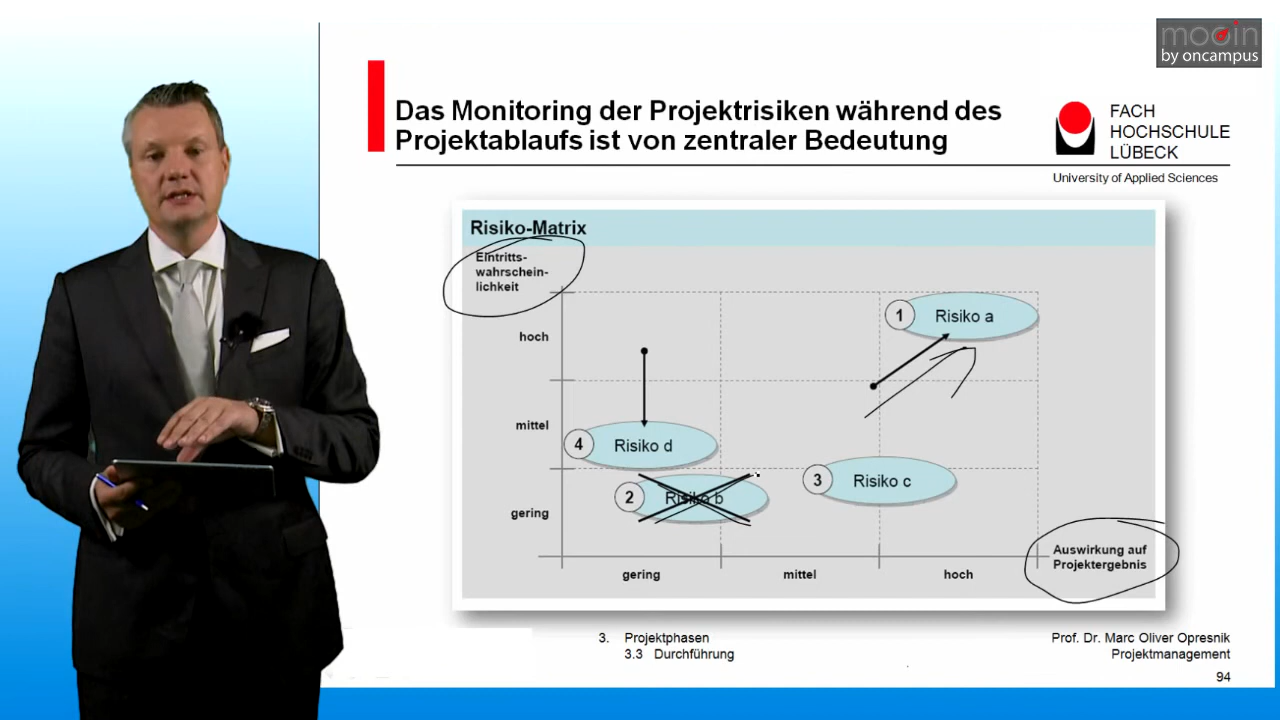 mooin
by oncampus
Das Monitoring der Projektrisiken während des
Projektablaufs ist von zentraler Bedeutung
FACH
HOCHSCHULE
LÜBECK
University of Applied Sciences
Risiko-Matrix
Eintritts-
wahrschein-
lichkeit
hoch
mittel
gering
1 Risiko a
4 Risiko d
3 Risiko c
2 Risiko b
gering mittel hoch
Auswirkung auf
Projektergebnis
3. Projektphasen
3.3 Durchführung
Prof. Dr. Marc Oliver Opresnik
Projektmanagement
94